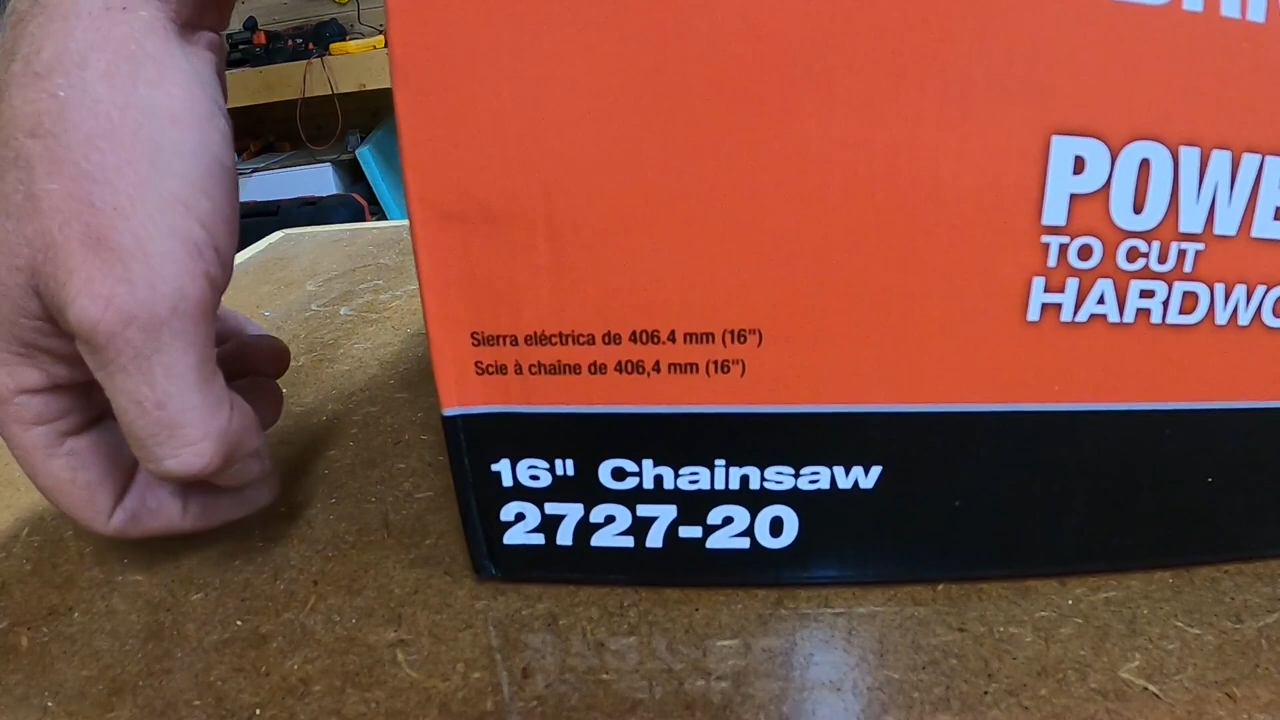 POWE
TO CUT
HARDWO
Sierra eléctrica de 406.4 mm (16")
Scie à chaîne de 406,4 mm (16")
16" Chainsaw
2727-20